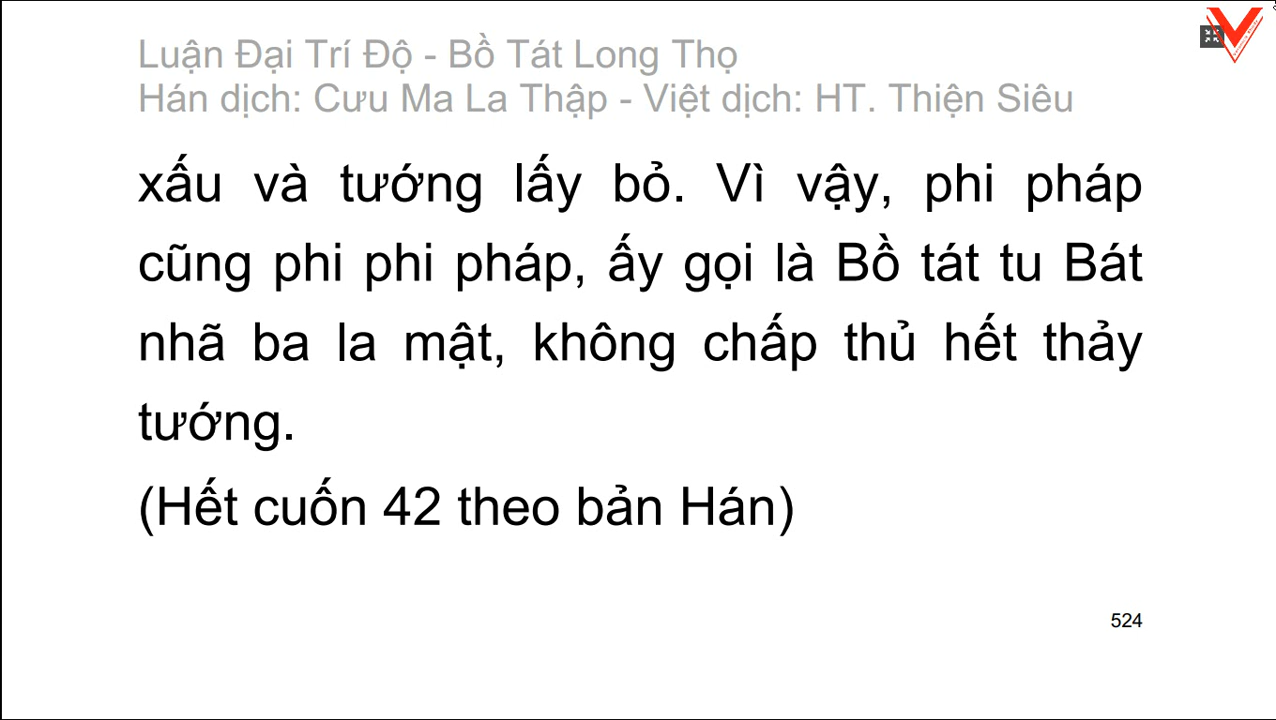 Luận Đại Trí Độ - Bồ Tát Long Thọ
Hán dịch: Cưu Ma La Thập - Việt dịch: HT. Thiện Siêu
xấu và tướng lấy bỏ. Vì vậy, phi pháp
cũng phi phi pháp, ấy gọi là Bồ tát tu Bát
nhã ba la mật, không chấp thủ hết thảy
tướng.
(Hết cuốn 42 theo bản Hán)
524